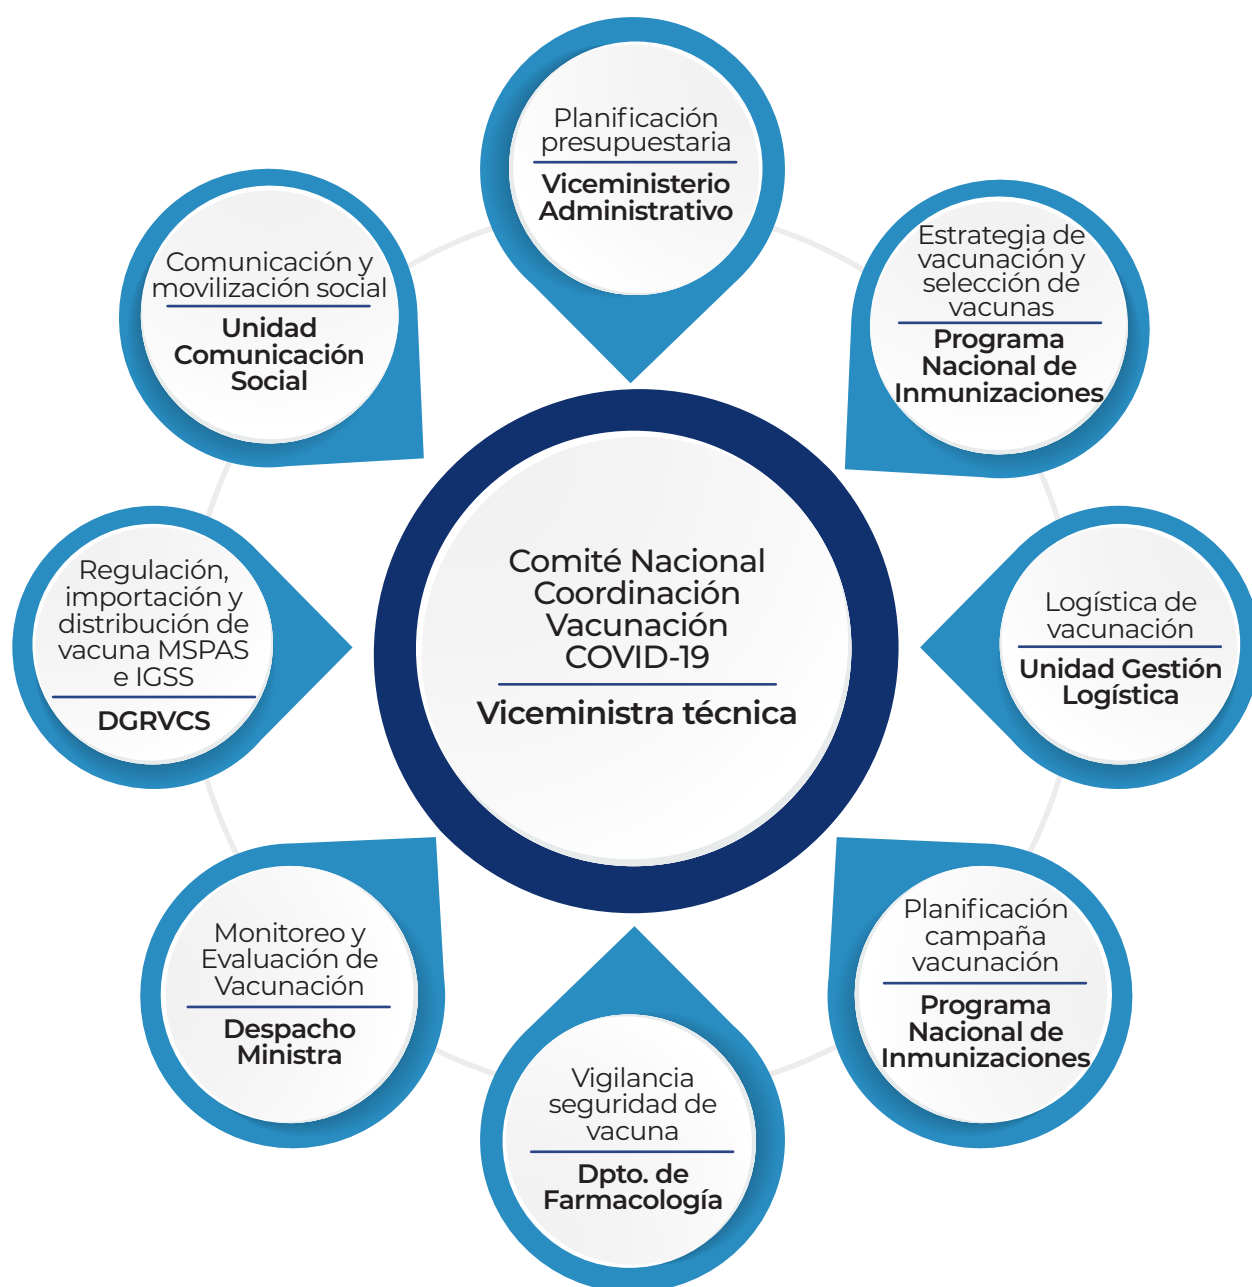 Planificación
presupuestaria
Viceministerio
Administrativo
Estrategia de
vacunación y
selección de
vacunas
Programa
Nacional de
Inmunizaciones
Logística de
vacunación
Unidad Gestión
Logística
Planificación
campaña
vacunación
Programa
Nacional de
Inmunizaciones
Vigilancia
seguridad de
vacuna
Dpto. de
Farmacología
Monitoreo y
Evaluación de
Vacunación
Despacho
Ministra
Regulación,
importación y
distribución de
vacuna MSPAS
e IGSS
DGRVCS
Comunicación y
movilización social
Unidad
Comunicación
Social
Comité Nacional
Coordinación
Vacunación
COVID-19
Viceministra técnica